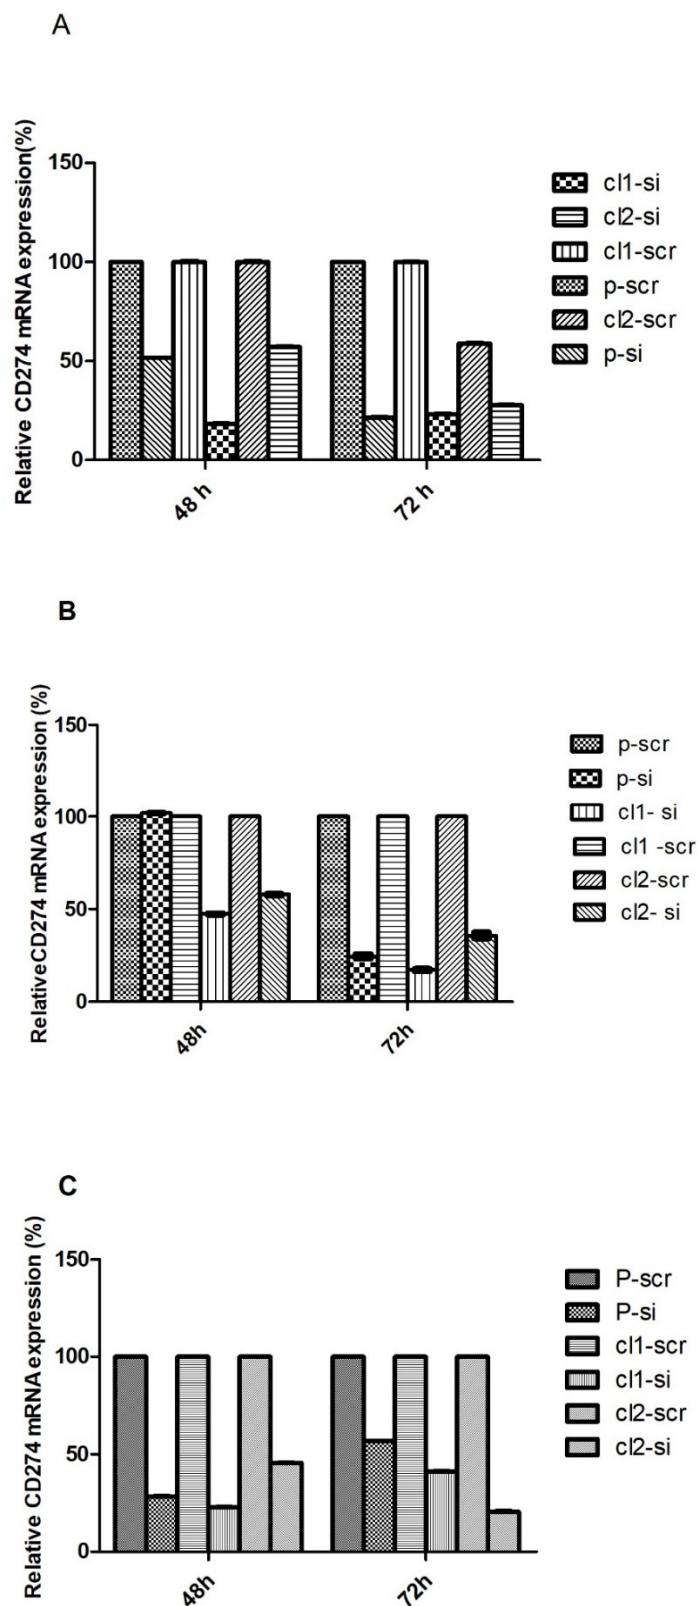 A
Relative CD274 mRNA expression(%)
150
100
50
0
48 h
72 h
cl1-si
cl2-si
cl1-scr
p-scr
cl2-scr
p-si
B
RelativeCD274 mRNA expression (%)
150
100
50
0
48h
72h
p-scr
p-si
cl1- si
cl1 -scr
cl2-scr
cl2- si
C
Relative CD274 mRNA expression (%)
150
100
50
0
48h
72h
P-scr
P-si
cl1-scr
cl1-si
cl2-scr
cl2-si